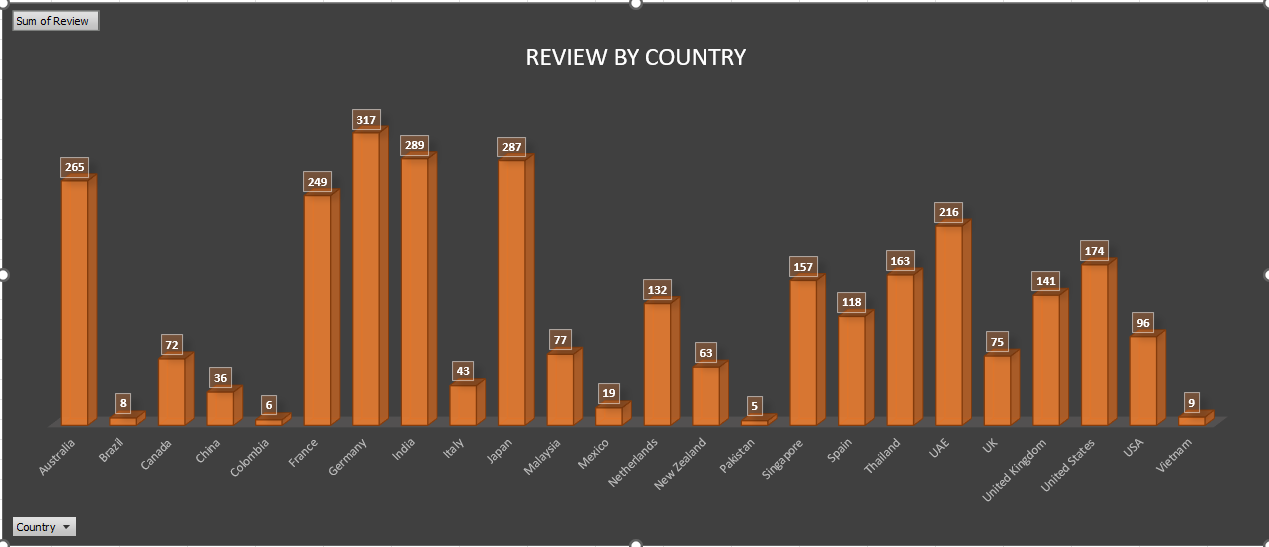 Sum of Review
REVIEW BY COUNTRY
265
8
72
36
6
249
317
289
43
287
77
19
132
63
5
157
118
163
216
75
141
174
96
9
Australia
Brazil
Canada
China
Colombia
France
Germany
India
Italy
Japan
Malaysia
Mexico
Netherlands
New Zealand
Pakistan
Singapore
Spain
Thailand
UAE
UK
United Kingdom
United States
USA
Vietnam
Country